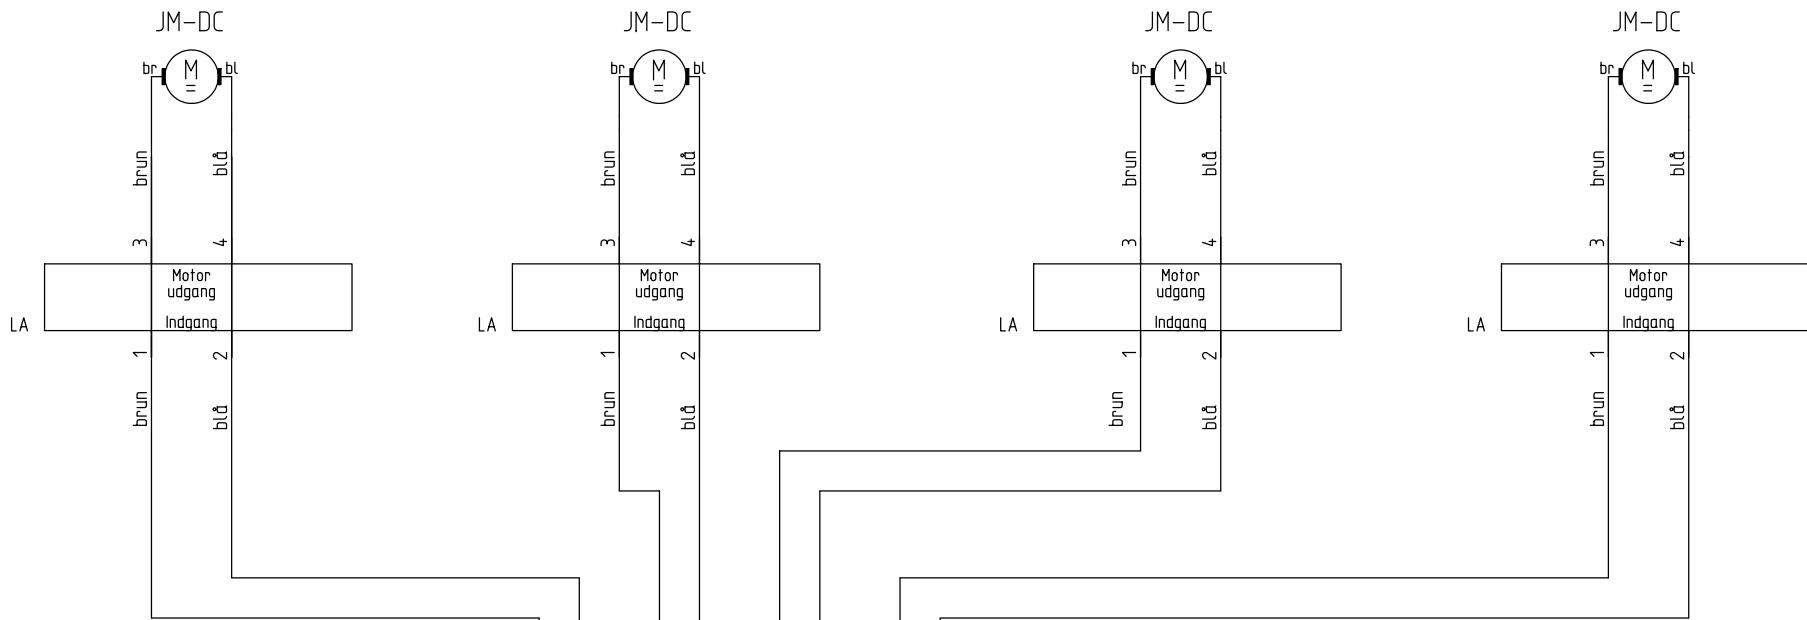 JM-DC
JM-DC
JM-DC
JM-DC
br
M
=
bl
br
M
=
bl
br
M
=
bl
br
M
=
bl
brun
blå
brun
blå
brun
blå
brun
blå
3
4
3
4
3
4
3
4
Motor
udgang
Indgang
Motor
udgang
Indgang
Motor
udgang
Indgang
Motor
udgang
Indgang
LA
LA
LA
LA
1
2
1
2
1
2
1
2
brun
blå
brun
blå
brun
blå
brun
blå